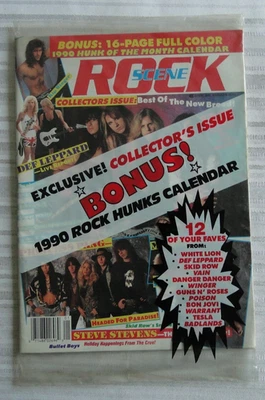 BONUS: 16-PAGE FULL COLOR
1990 HUNK OF THE MONTH CALENDAR
ROCK
SCENE
COLLECTORS ISSUE! Best Of The New Breed
DEF LEPPARD
EXCLUSIVE! COLLECTOR'S ISSUE
BONUS!
1990 ROCK HUNKS CALENDAR
12
OF YOUR FAVES,
FROM:
• WHITE LION
• DEF LEPPARD
• SKID ROW
• VAIN
• DANGER DANGER
• WINGER
• GUNS N' ROSES
• POISON
• BON JOVI
• WARRANT
• TESLA
• BADLANDS
Headed For Paradise!
Skid Row's
STEVE STEVENS—TH
Bullet Boys
Holiday Happenings From The Crue!